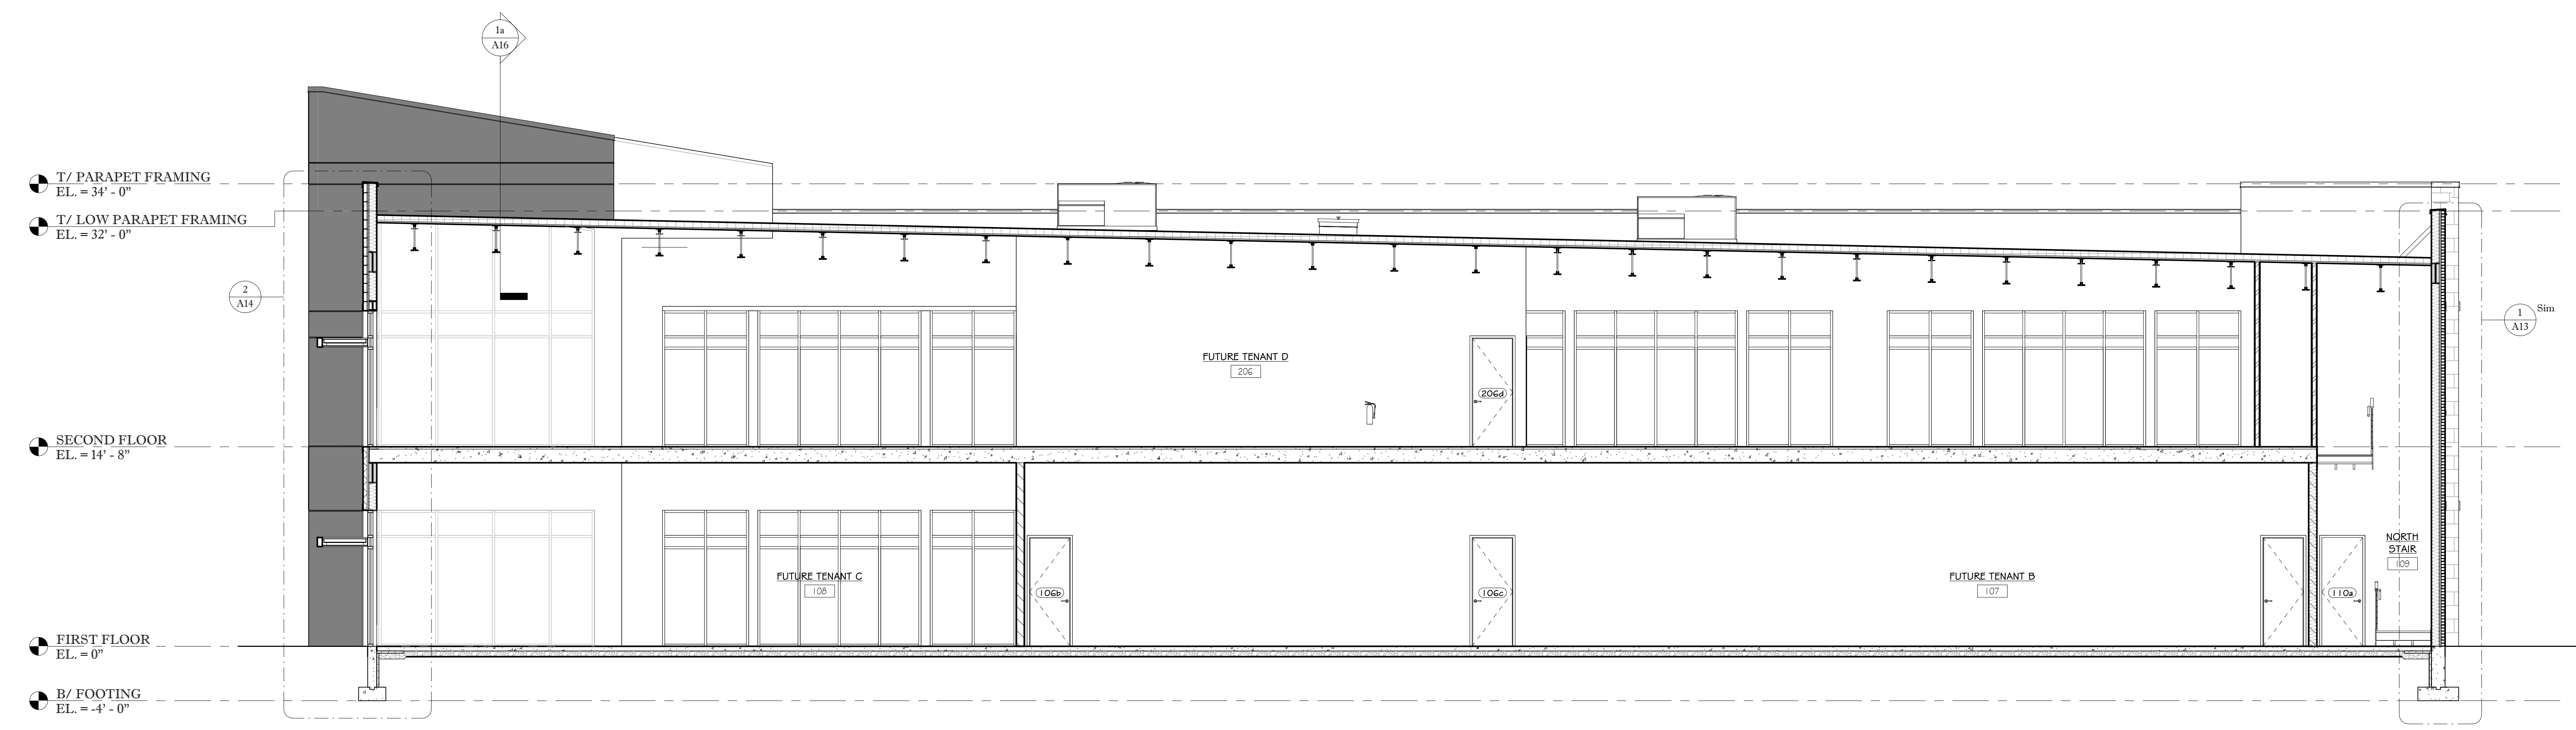 1a
A16
T/ PARAPET FRAMING
EL. = 34' - 0"
T/ LOW PARAPET FRAMING
EL. = 32' - 0"
2
A14
1
A13
Sim
FUTURE TENANT D
206
206d
SECOND FLOOR
EL. = 14' - 8"
NORTH
STAIR
109
FUTURE TENANT C
108
106b
106c
FUTURE TENANT B
107
110a
FIRST FLOOR
EL. = 0"
B/ FOOTING
EL. = -4' - 0"